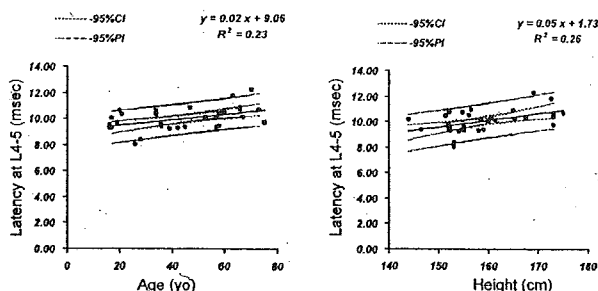 -95%CI
-95%PI
y = 0.02 x + 9.06
R² = 0.23
Latency at L4-5 (msec)
14.00
12.00
10.00
8.00
6.00
4.00
2.00
0.00
0 20 40 60 80
Age (yo)
-95%CI
-95%PI
y = 0.05 x + 1.73
R² = 0.26
Latency at L4-5 (msec)
14.00
12.00
10.00
8.00
6.00
4.00
2.00
0.00
140 150 160 170 180
Height (cm)